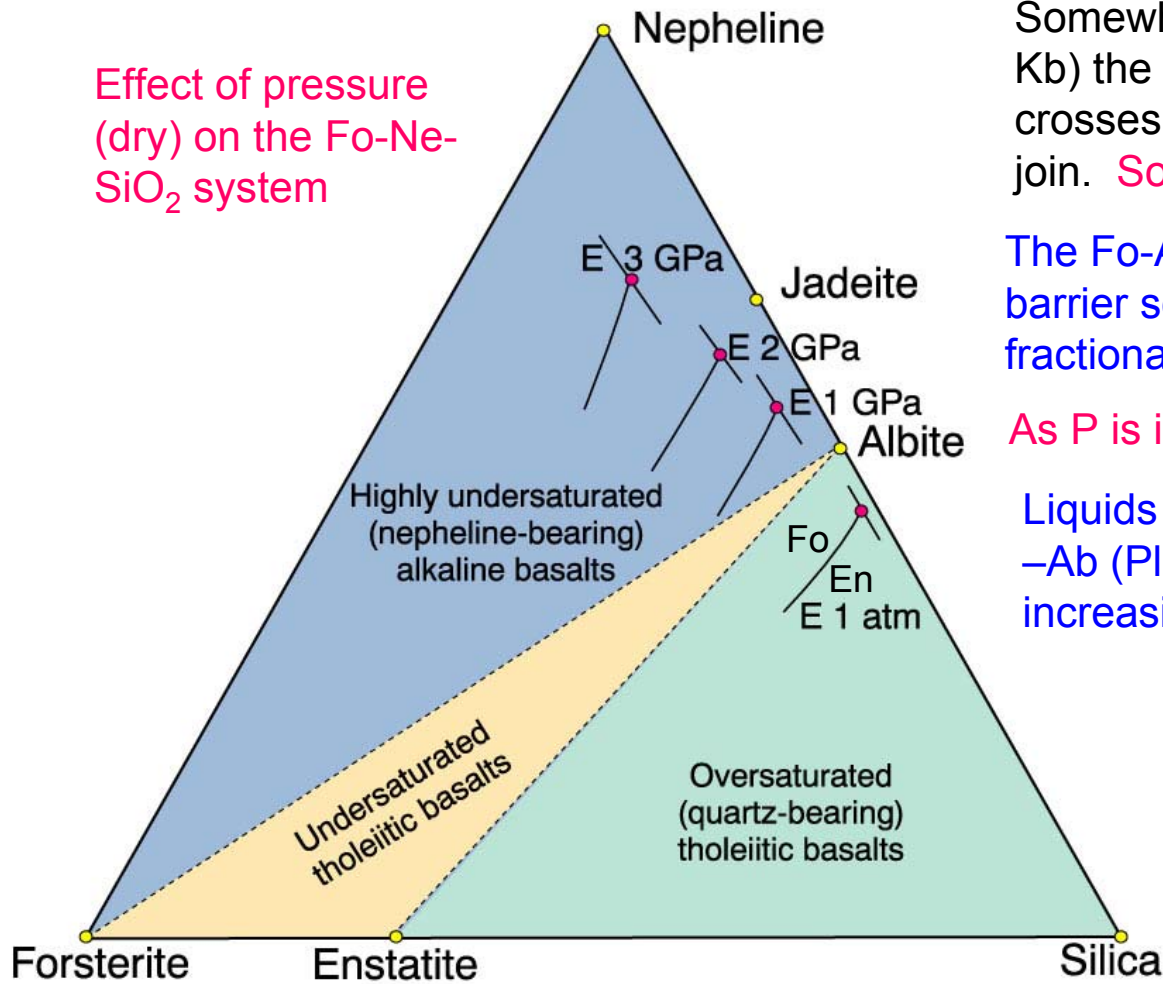 Nepheline
Effect of pressure
(dry) on the Fo-Ne-
SiO₂ system
Somewh
Kb) the
crosses
join. So
The Fo-A
barrier
fractiona
As P is i
Liquids
–Ab (Pl
increasi
E 3 GPa
Jadeite
E 2 GPa
E 1 GPa
Albite
Highly undersaturated
(nepheline-bearing)
alkaline basalts
Fo
En
E 1 atm
Undersaturated
tholeiitic basalts
Oversaturated
(quartz-bearing)
tholeiitic basalts
Forsterite
Enstatite
Silica